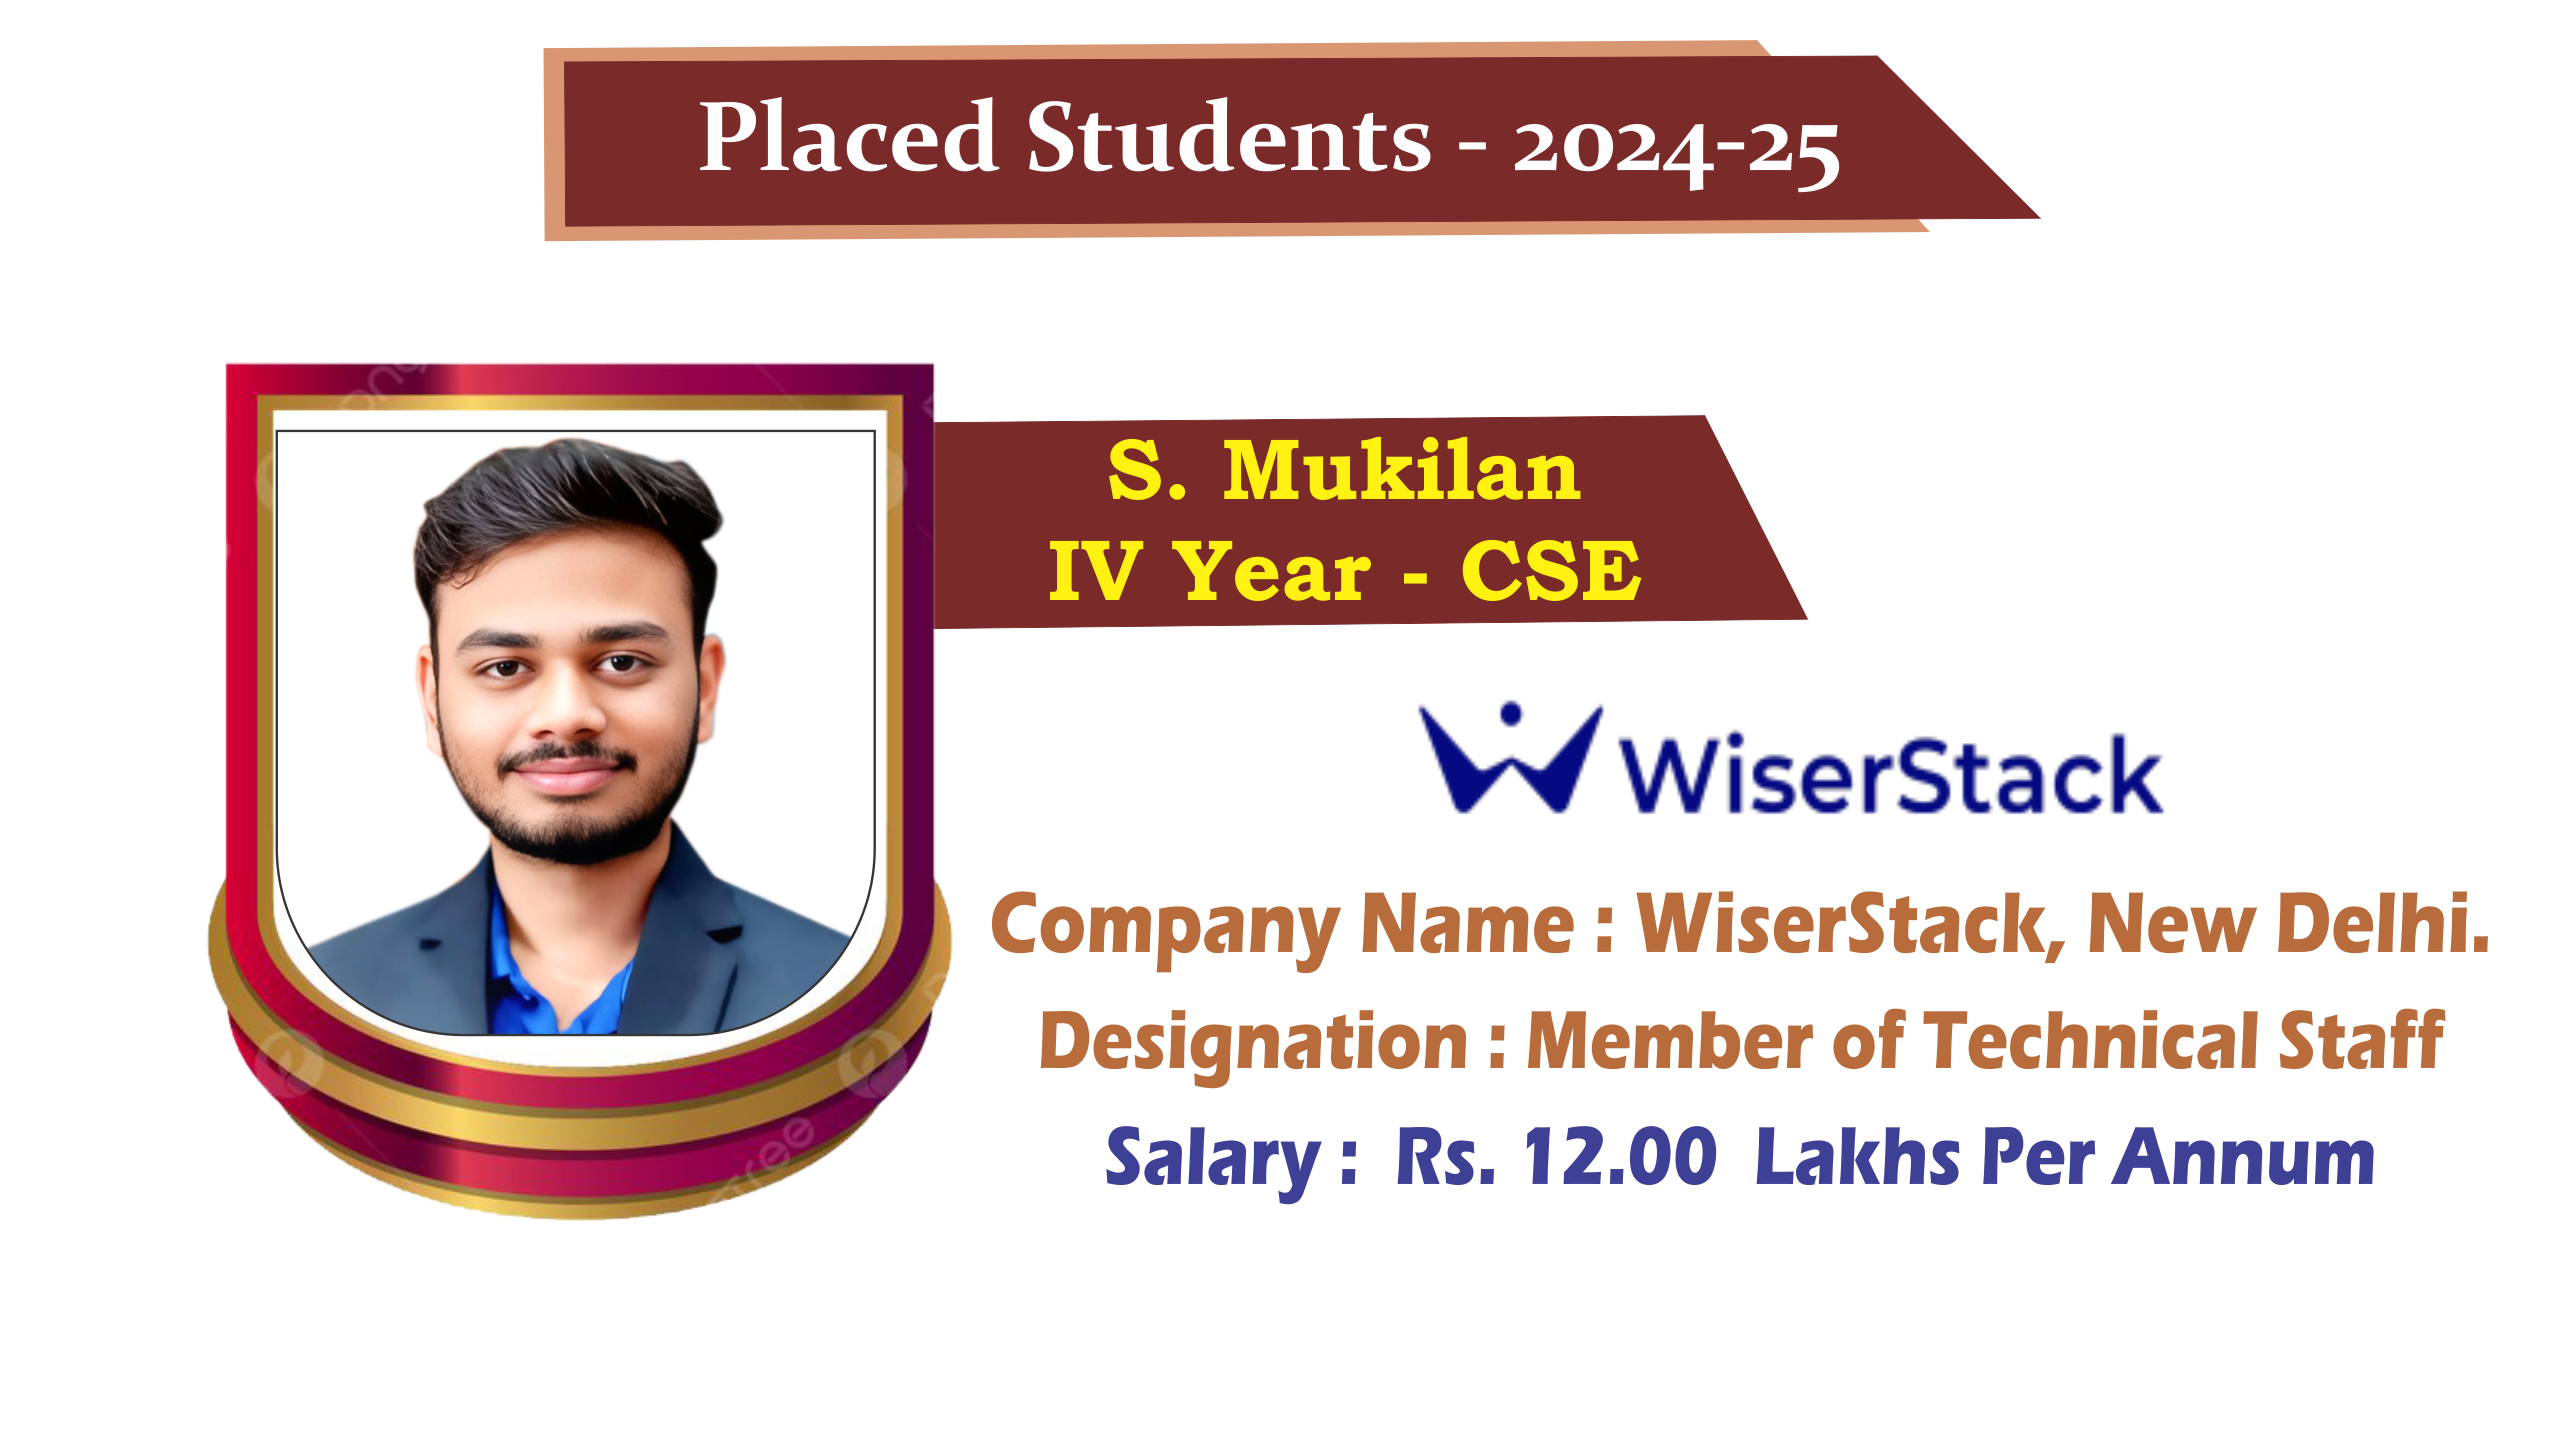 Placed Students - 2024-25
S. Mukilan
IV Year - CSE
WiserStack
Company Name : WiserStack, New Delhi.
Designation : Member of Technical Staff
Salary : Rs. 12.00 Lakhs Per Annum